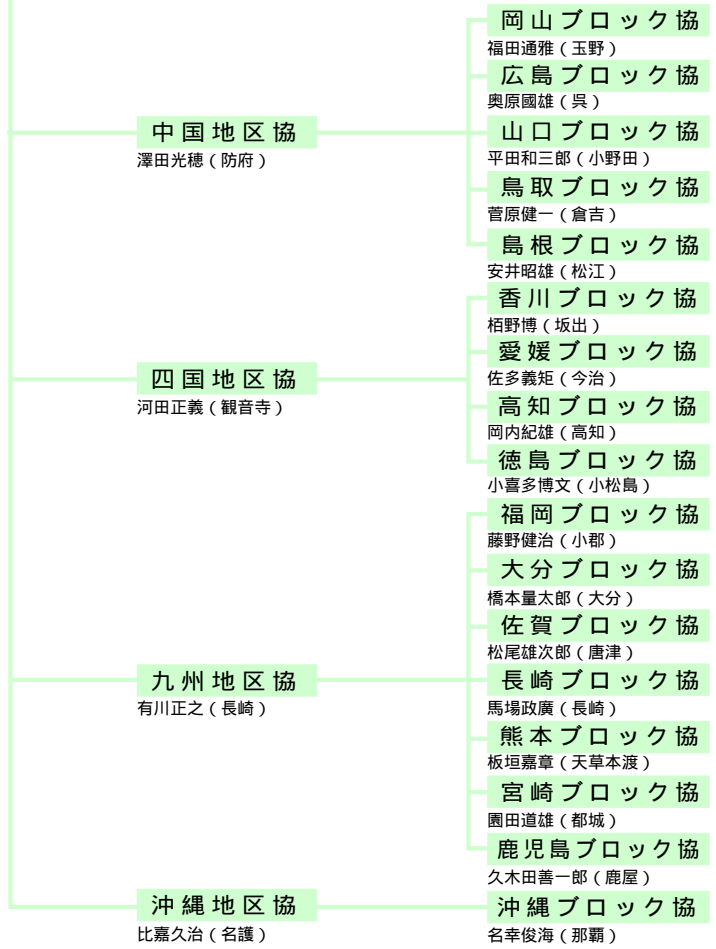 中国地区協
澤田光穂（防府）
岡山ブロック協
福田通雅（玉野）
広島ブロック協
奥原國雄（呉）
山口ブロック協
平田和三郎（小野田）
鳥取ブロック協
菅原健一（倉吉）
島根ブロック協
安井昭雄（松江）
四国地区協
河田正義（観音寺）
香川ブロック協
栢野博（坂出）
愛媛ブロック協
佐多義矩（今治）
高知ブロック協
岡内紀雄（高知）
徳島ブロック協
小喜多博文（小松島）
九州地区協
有川正之（長崎）
福岡ブロック協
藤野健治（小郡）
大分ブロック協
橋本量太郎（大分）
佐賀ブロック協
松尾雄次郎（唐津）
長崎ブロック協
馬場政廣（長崎）
熊本ブロック協
板垣嘉章（天草本渡）
宮崎ブロック協
園田道雄（都城）
鹿児島ブロック協
久木田善一郎（鹿屋）
沖縄地区協
比嘉久治（名護）
沖縄ブロック協
名幸俊海（那覇）